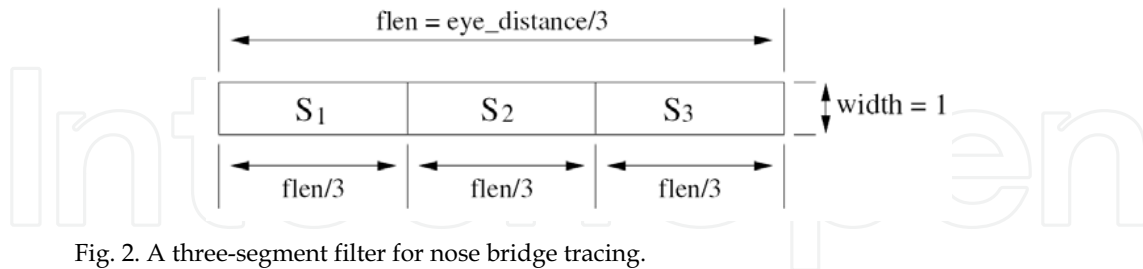 flen = eye_distance/3
S1 S2 S3 width = 1
flen/3 flen/3 flen/3
Fig. 2. A three-segment filter for nose bridge tracing.